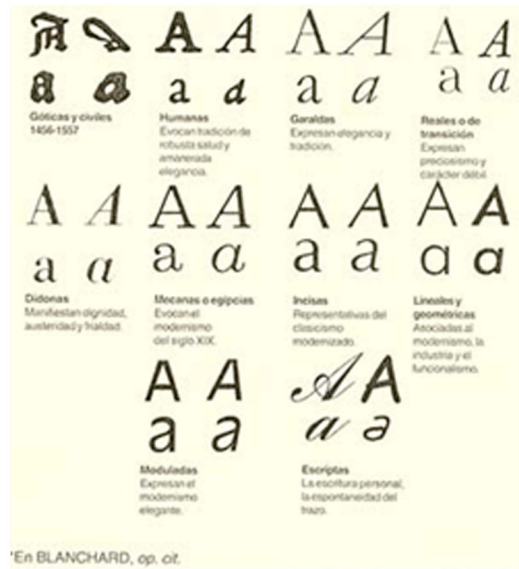 A A A A A A A A
a a a a a a a a
Góticas y civiles
1456-1557
Humanas
Evocan tradición de
robusta salud y
amanerada
elegancia.
Garaldas
Expresan elegancia y
tradición.
Reales o de
transición
Expresan
preciosismo y
carácter débil.
A A A A A A A A
a a a a a a a a
Didonas
Manifiestan dignidad,
austeridad y frialdad.
Mecanas o egipcias
Evocan el
modernismo
del siglo XIX.
Incisas
Representativas del
clasicismo
modernizado.
Lineales y
geométricas
Asociadas al
modernismo, la
industria y el
funcionalismo.
A A A A
a a a a
Moduladas
Expresan el
modernismo
elegante.
Escriptas
La escritura personal,
la espontaneidad del
trazo.
*En BLANCHARD, op. cit.